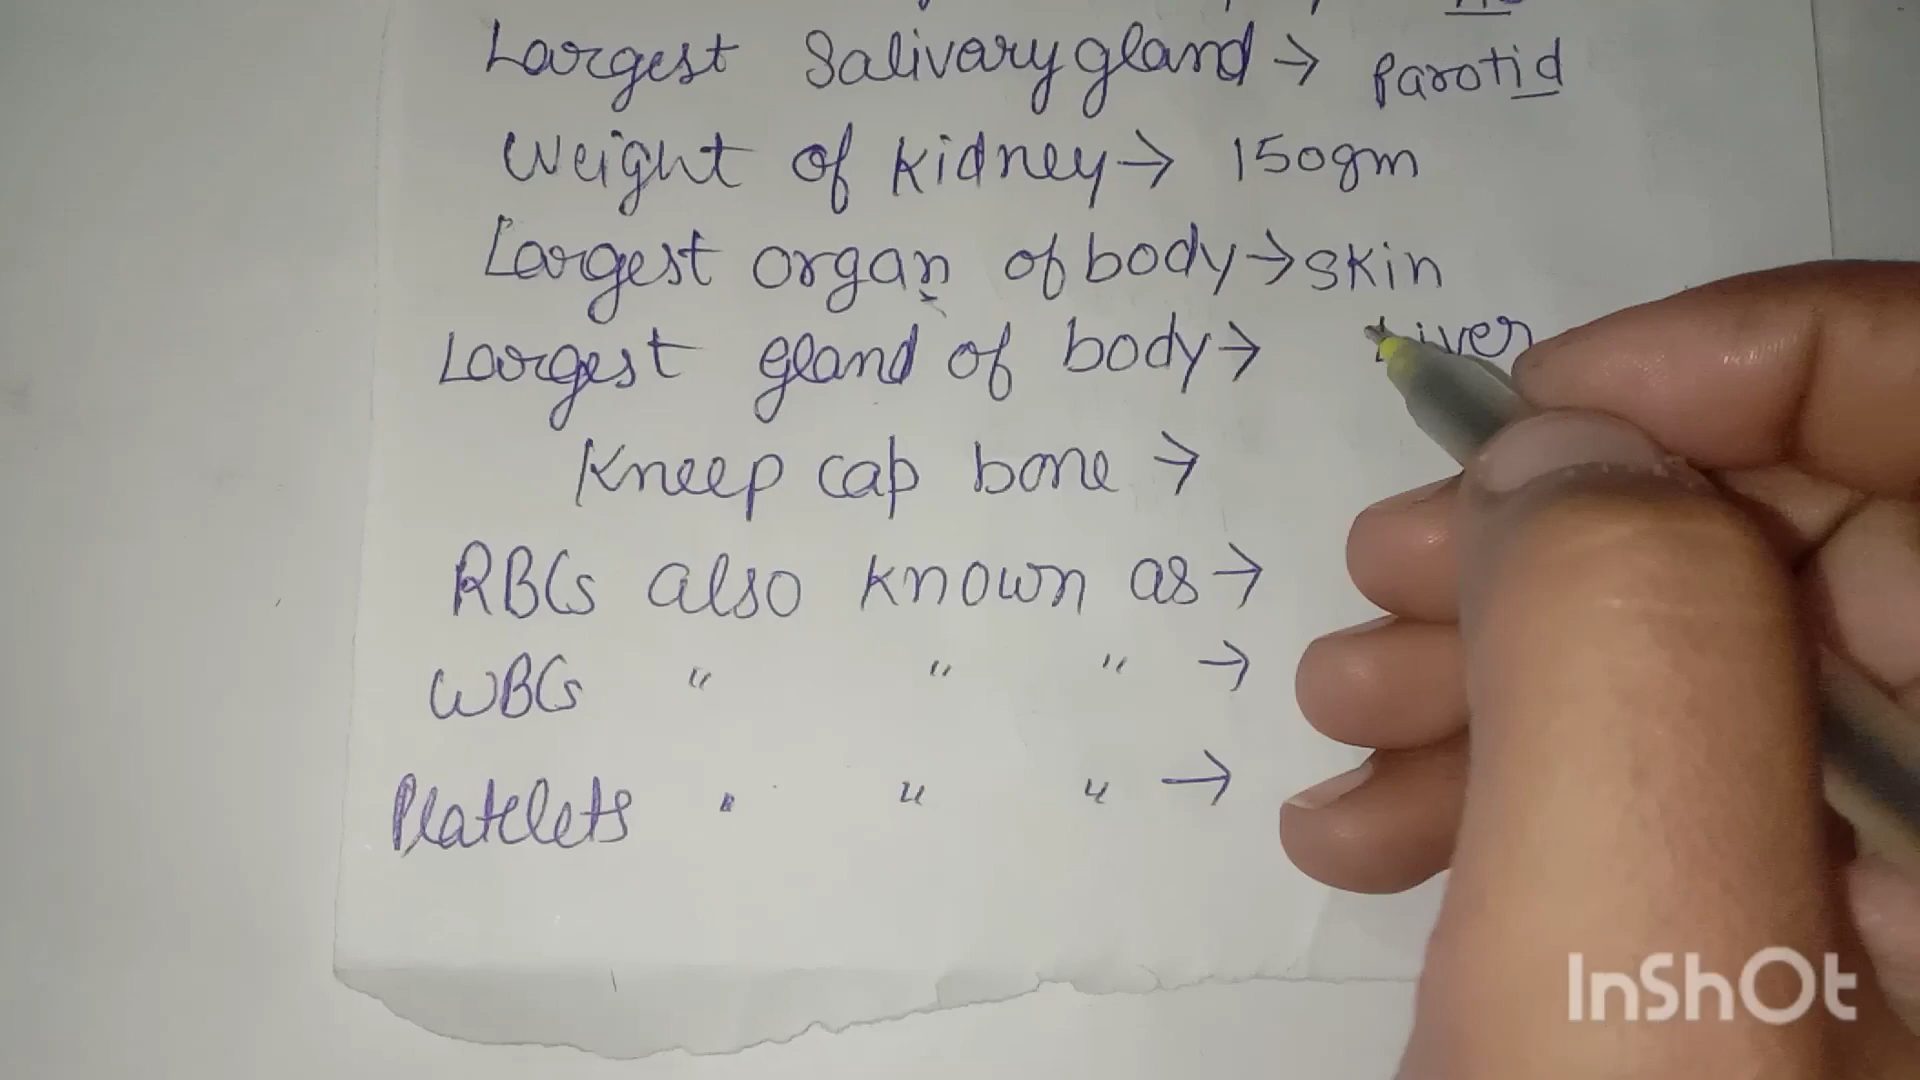 Largest Salivary gland → Parotid
Weight of Kidney → 150gm
Largest organ of body → Skin
Largest gland of body → Liver
Kneep cap bone →
RBCs also known as →
WBCs " " " →
Platelets " " " →
InShOt